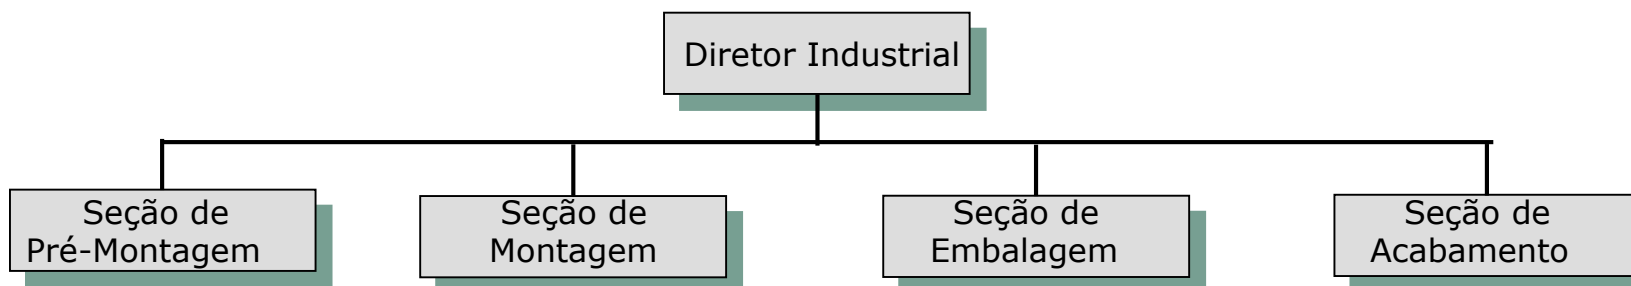 Diretor Industrial
Seção de
Pré-Montagem
Seção de
Montagem
Seção de
Embalagem
Seção de
Acabamento